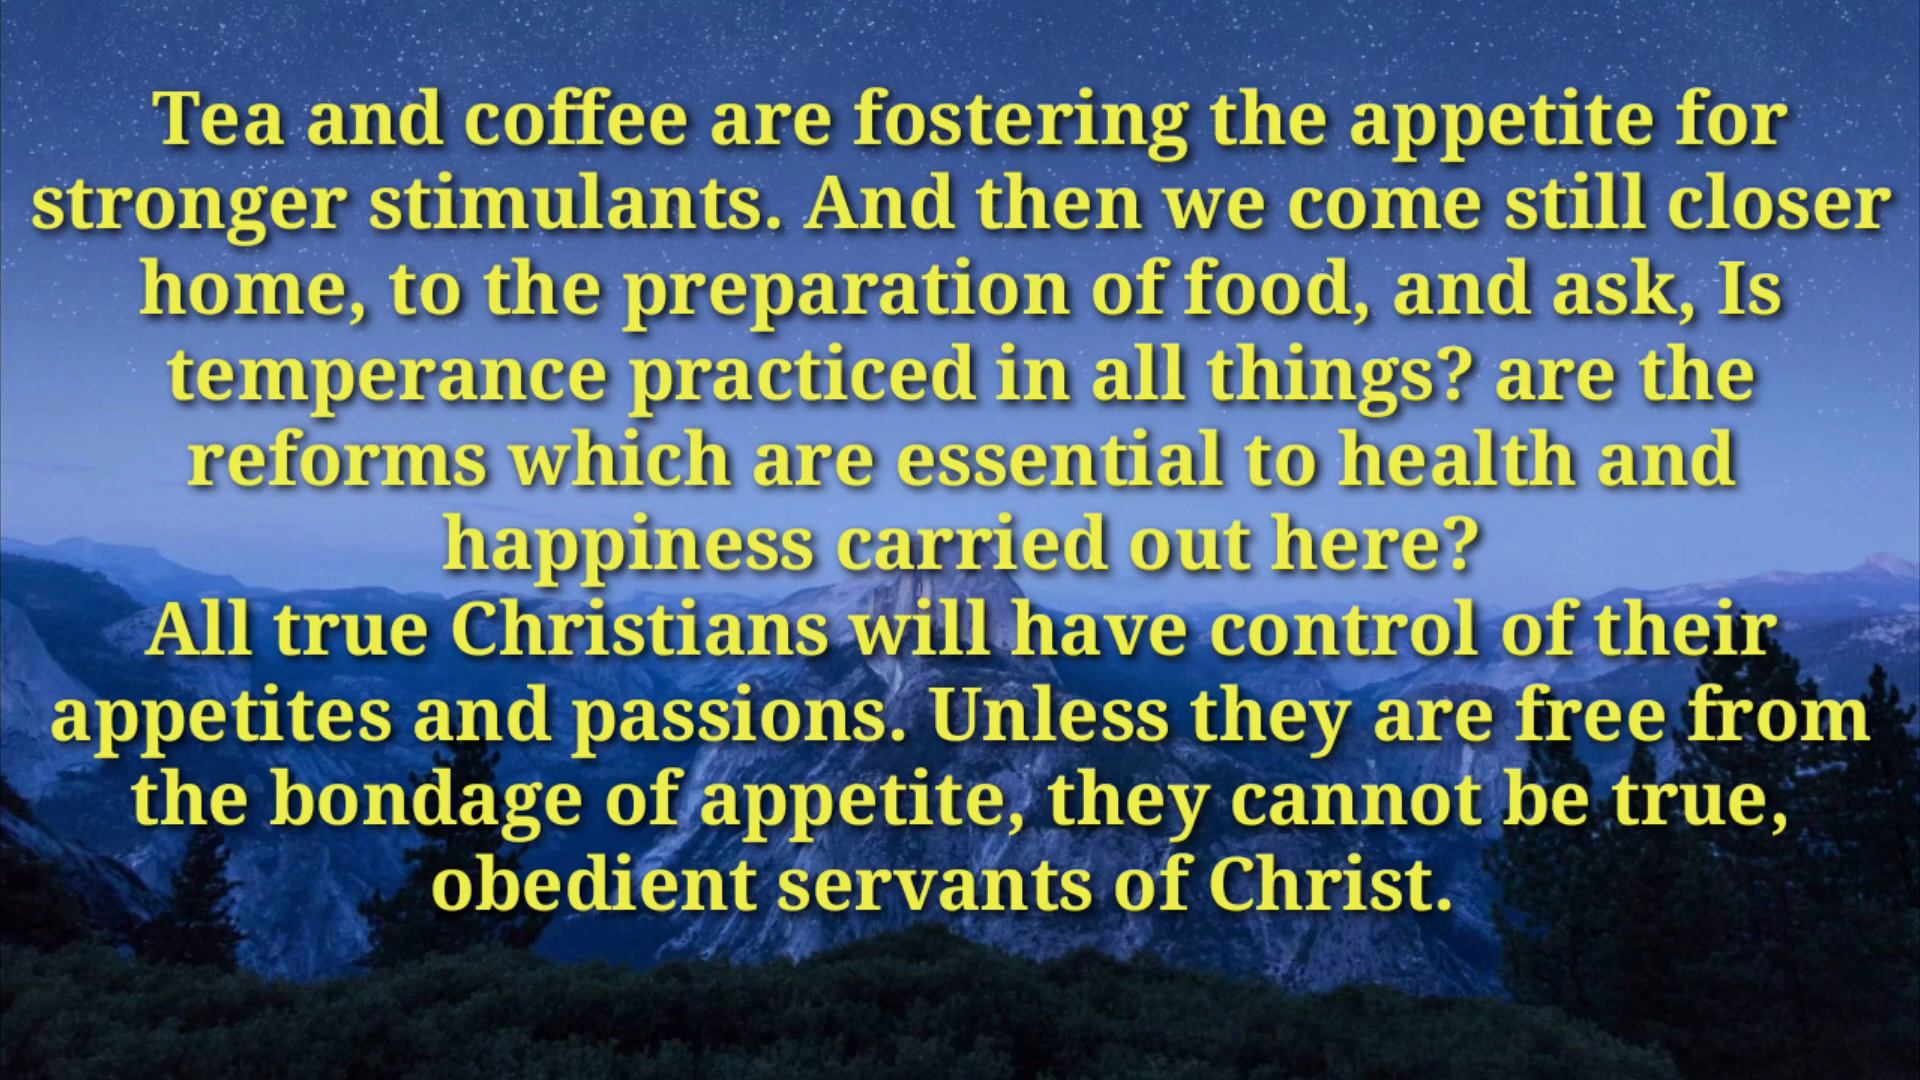 Tea and coffee are fostering the appetite for
stronger stimulants. And then we come still closer
home, to the preparation of food, and ask, Is
temperance practiced in all things? are the
reforms which are essential to health and
happiness carried out here?
All true Christians will have control of their
appetites and passions. Unless they are free from
the bondage of appetite, they cannot be true,
obedient servants of Christ.